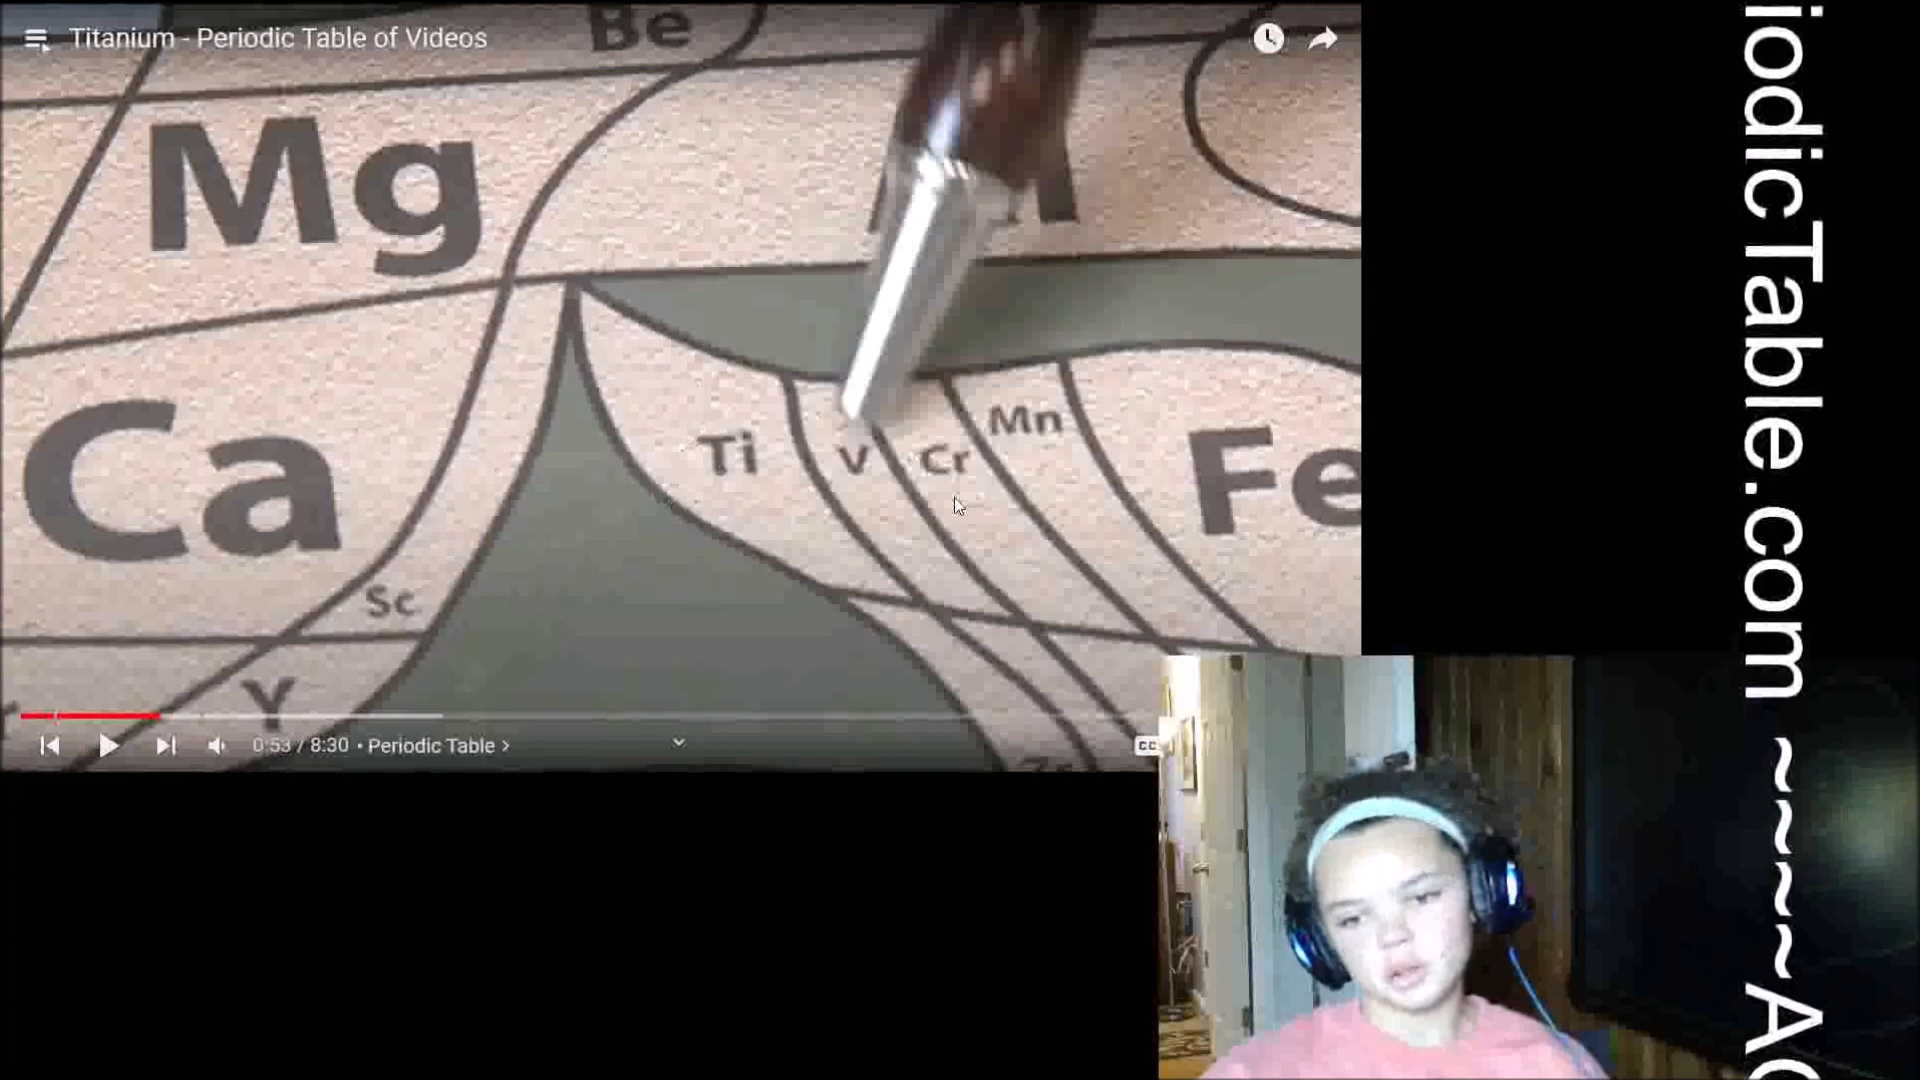 Titanium - Periodic Table of Videos
Be
Mg
Ca
Ti
V
Cr
Mn
Fe
Sc
Y
0:53 / 8:30 • Periodic Table >
CC
iodicTable.com ~~~~~A